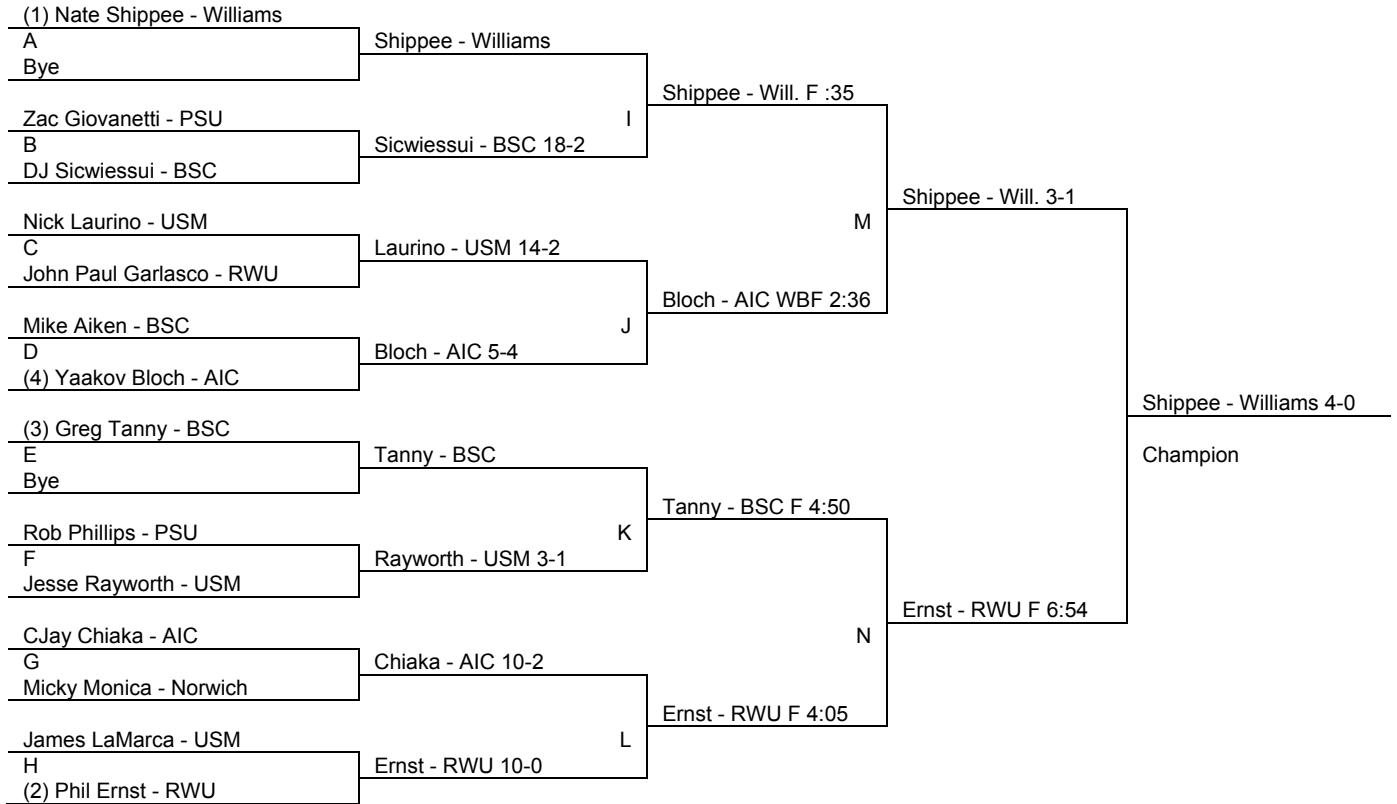 (1) Nate Shippee - Williams
A
Bye
Zac Giovanetti - PSU
B
DJ Sicwiessui - BSC
Nick Laurino - USM
C
John Paul Garlasco - RWU
Mike Aiken - BSC
D
(4) Yaakov Bloch - AIC
(3) Greg Tanny - BSC
E
Bye
Rob Phillips - PSU
F
Jesse Rayworth - USM
CJay Chiaka - AIC
G
Micky Monica - Norwich
James LaMarca - USM
H
(2) Phil Ernst - RWU
Shippee - Williams
I
Sicwiessui - BSC 18-2
Laurino - USM 14-2
J
Bloch - AIC 5-4
Tanny - BSC
K
Rayworth - USM 3-1
Chiaka - AIC 10-2
L
Ernst - RWU 10-0
Shippee - Will. F :35
M
Bloch - AIC WBF 2:36
Tanny - BSC F 4:50
N
Ernst - RWU F 4:05
Shippee - Will. 3-1
Ernst - RWU F 6:54
Shippee - Williams 4-0
Champion